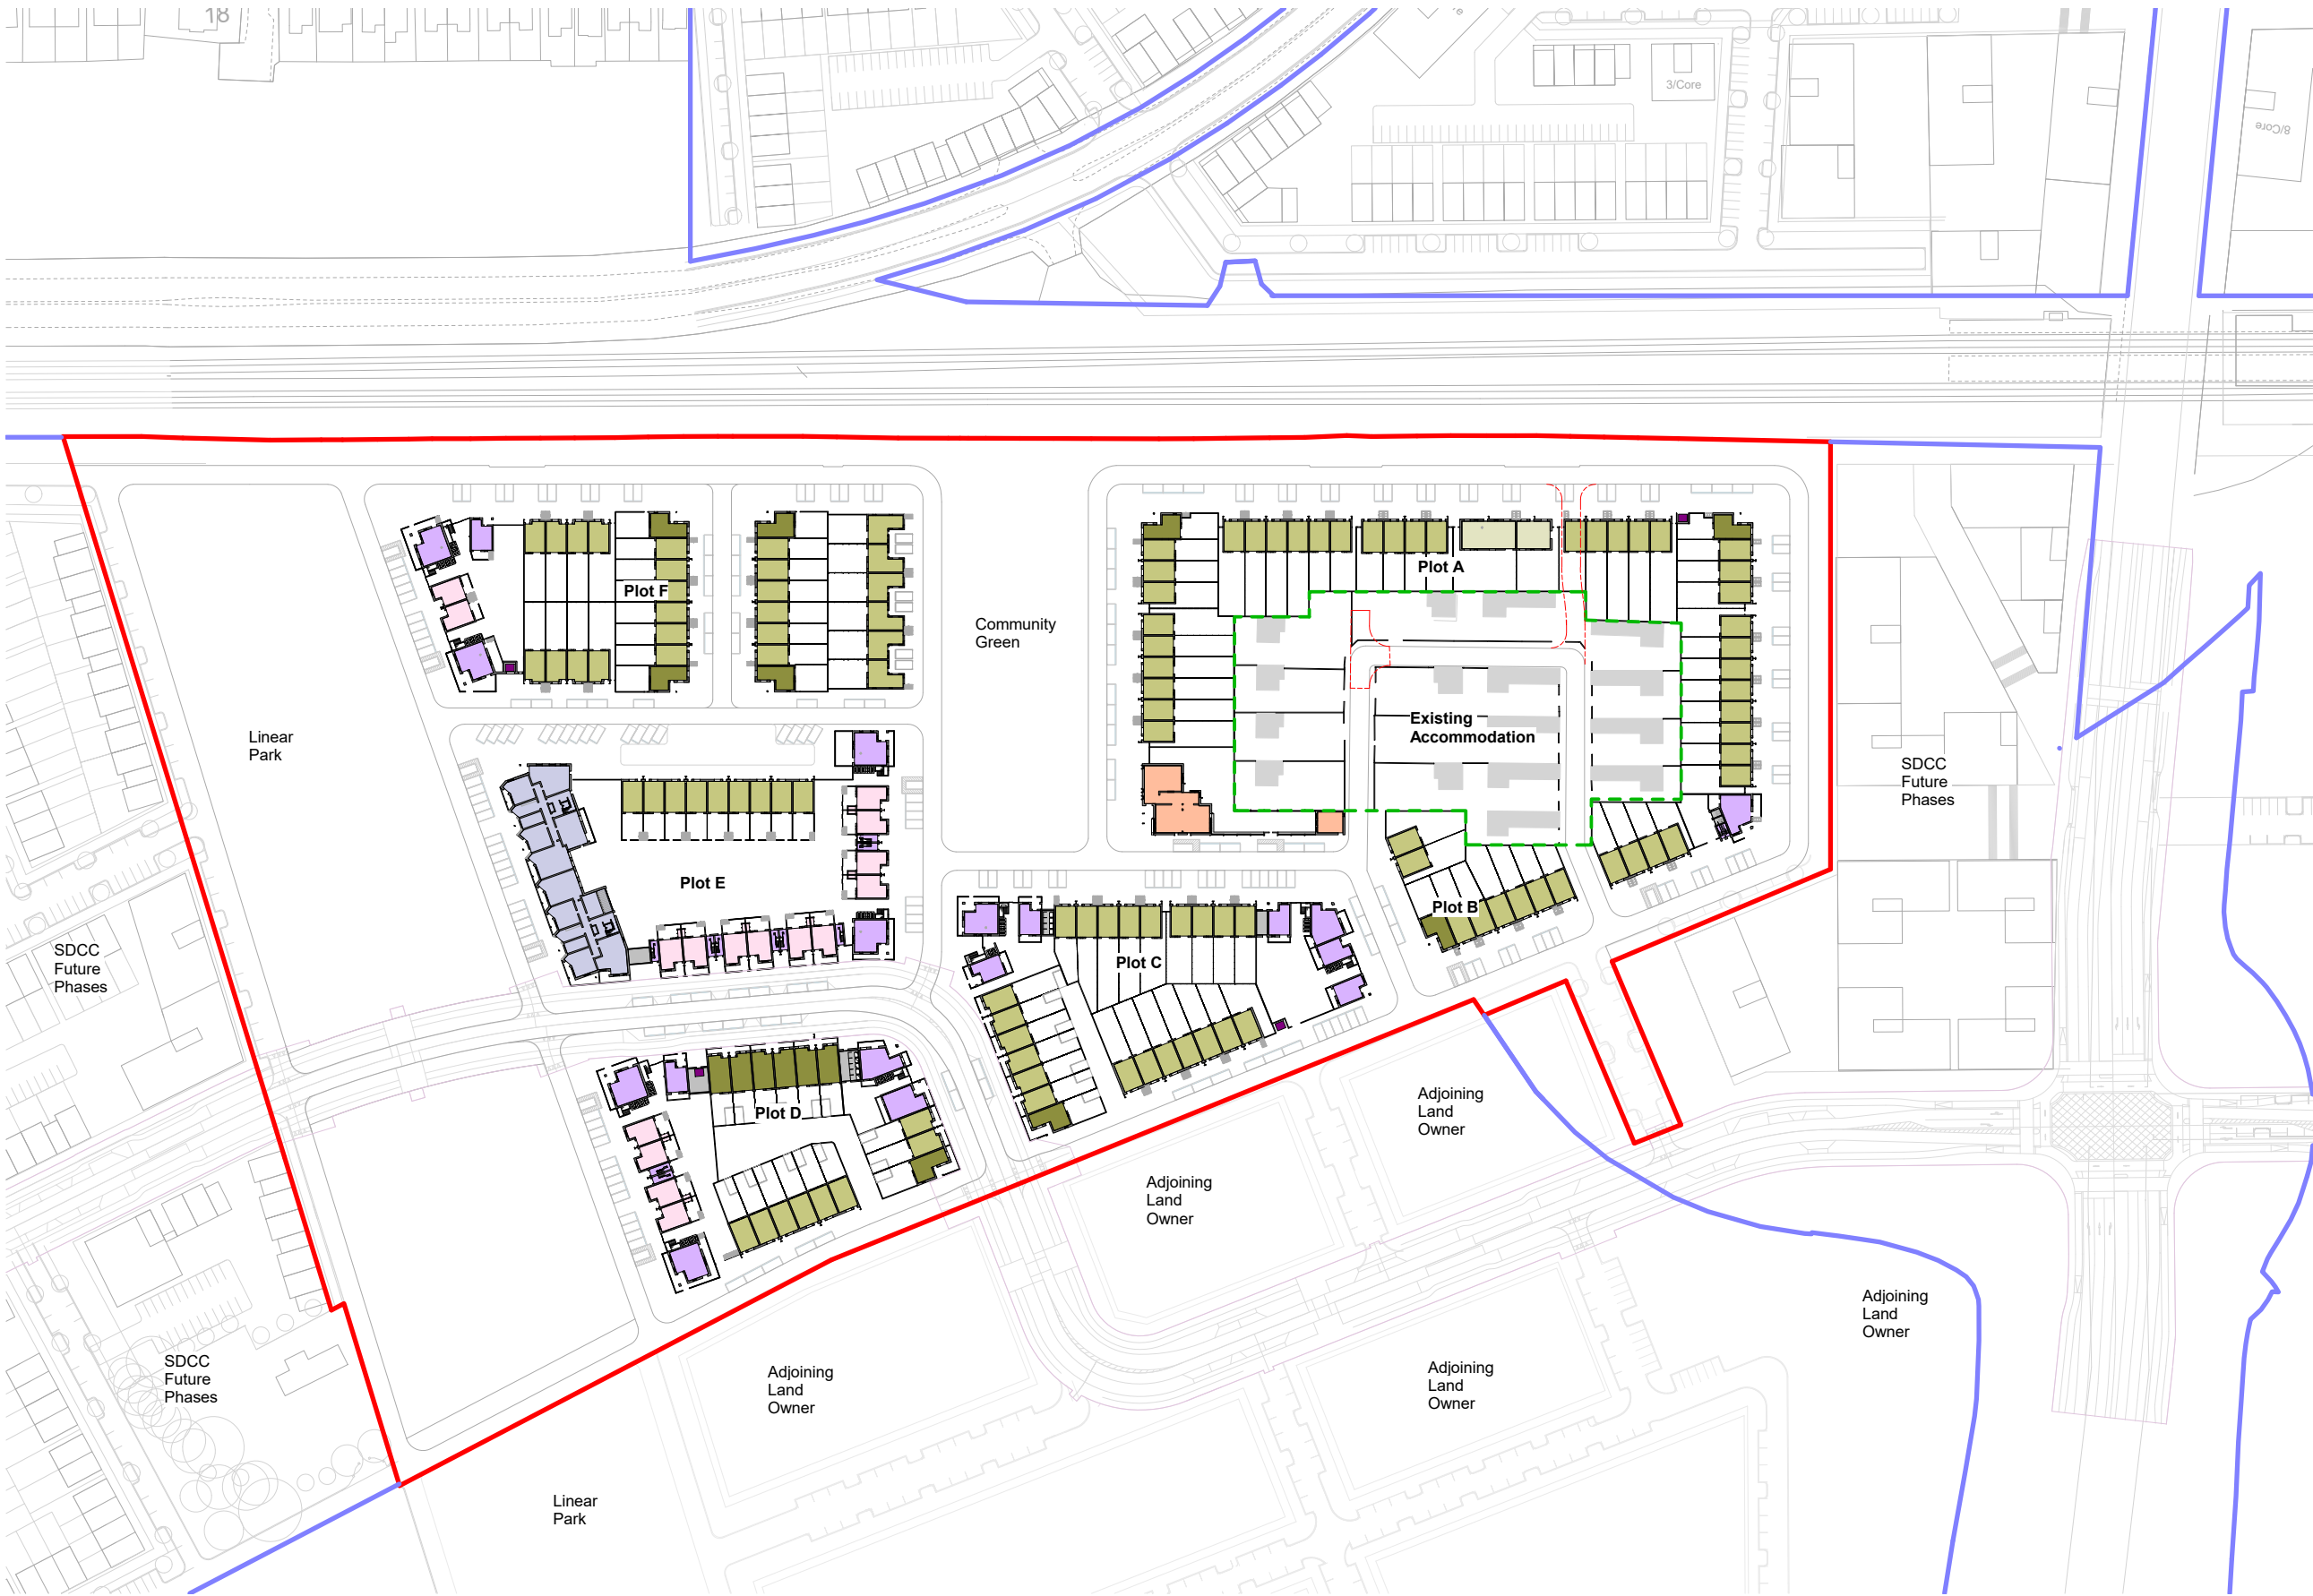 18
3/Core
8/Core
Plot F
Plot A
Community
Green
Linear
Park
Existing
Accommodation
SDCC
Future
Phases
Plot E
Plot B
SDCC
Future
Phases
Plot C
Plot D
Adjoining
Land
Owner
Adjoining
Land
Owner
Adjoining
Land
Owner
SDCC
Future
Phases
Adjoining
Land
Owner
Adjoining
Land
Owner
Linear
Park